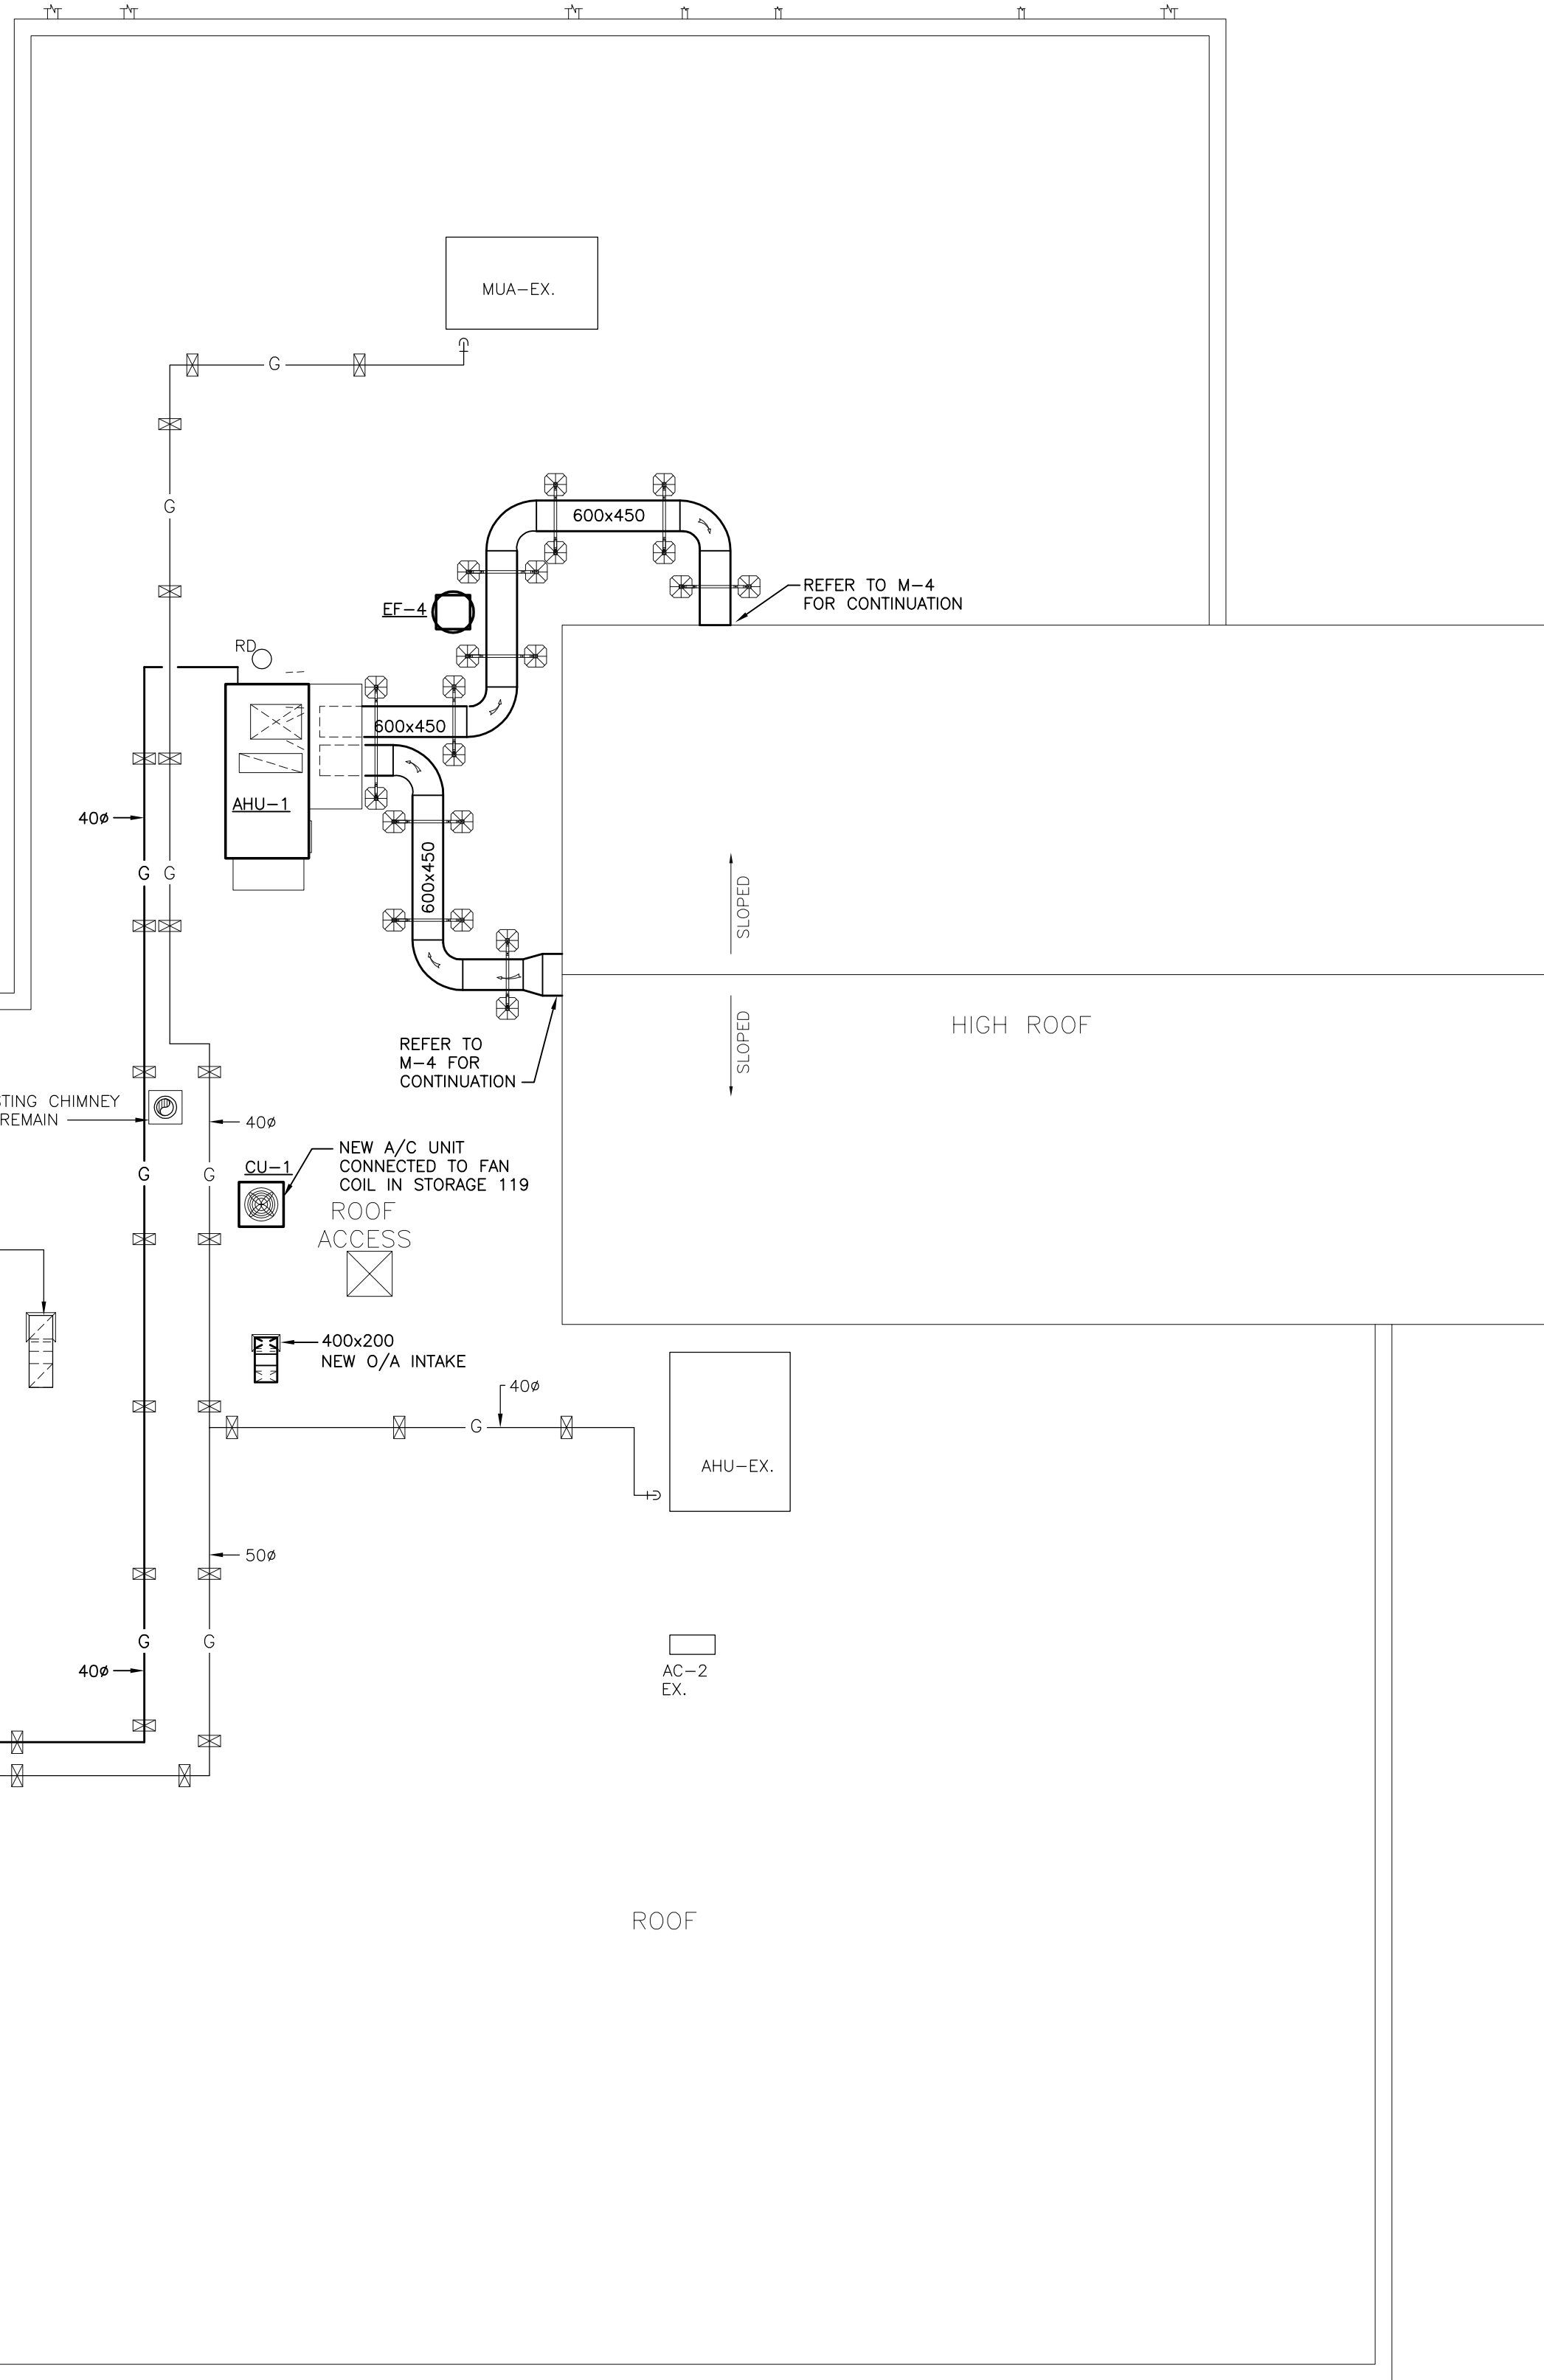 MUA-EX.
G
G
600x450
REFER TO M-4
FOR CONTINUATION
EF-4
RD
600x450
AHU-1
40ø
600x450
G
G
SLOPED
HIGH ROOF
SLOPED
REFER TO
M-4 FOR
CONTINUATION
STING CHIMNEY
REMAIN
40ø
NEW A/C UNIT
CONNECTED TO FAN
COIL IN STORAGE 119
CU-1
G
G
ROOF
ACCESS
400x200
NEW O/A INTAKE
40ø
G
AHU-EX.
50ø
G
G
40ø
AC-2
EX.
ROOF